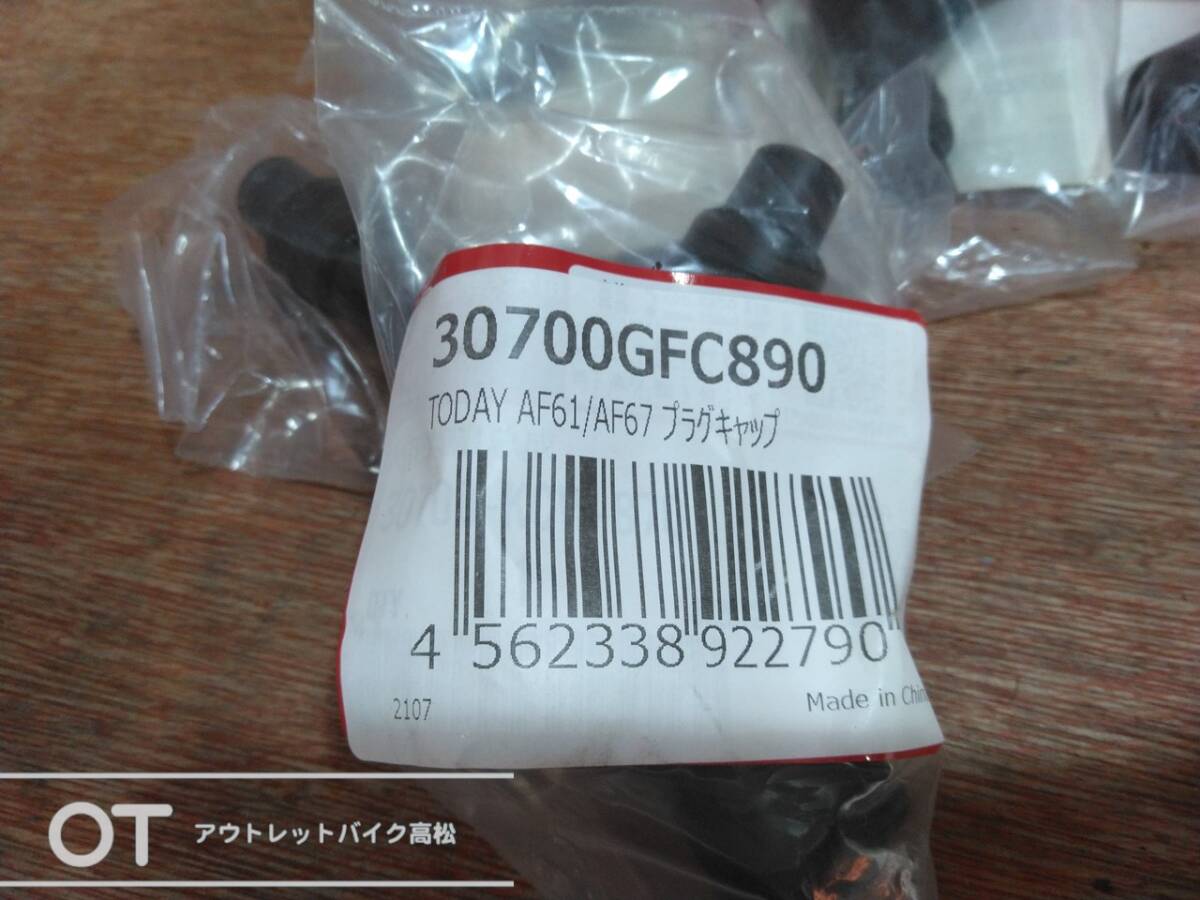 30700GFC890
TODAY AF61/AF67 プラグキャップ
4 562338 922790
2107
Made in Chin
OT アウトレットバイク高松